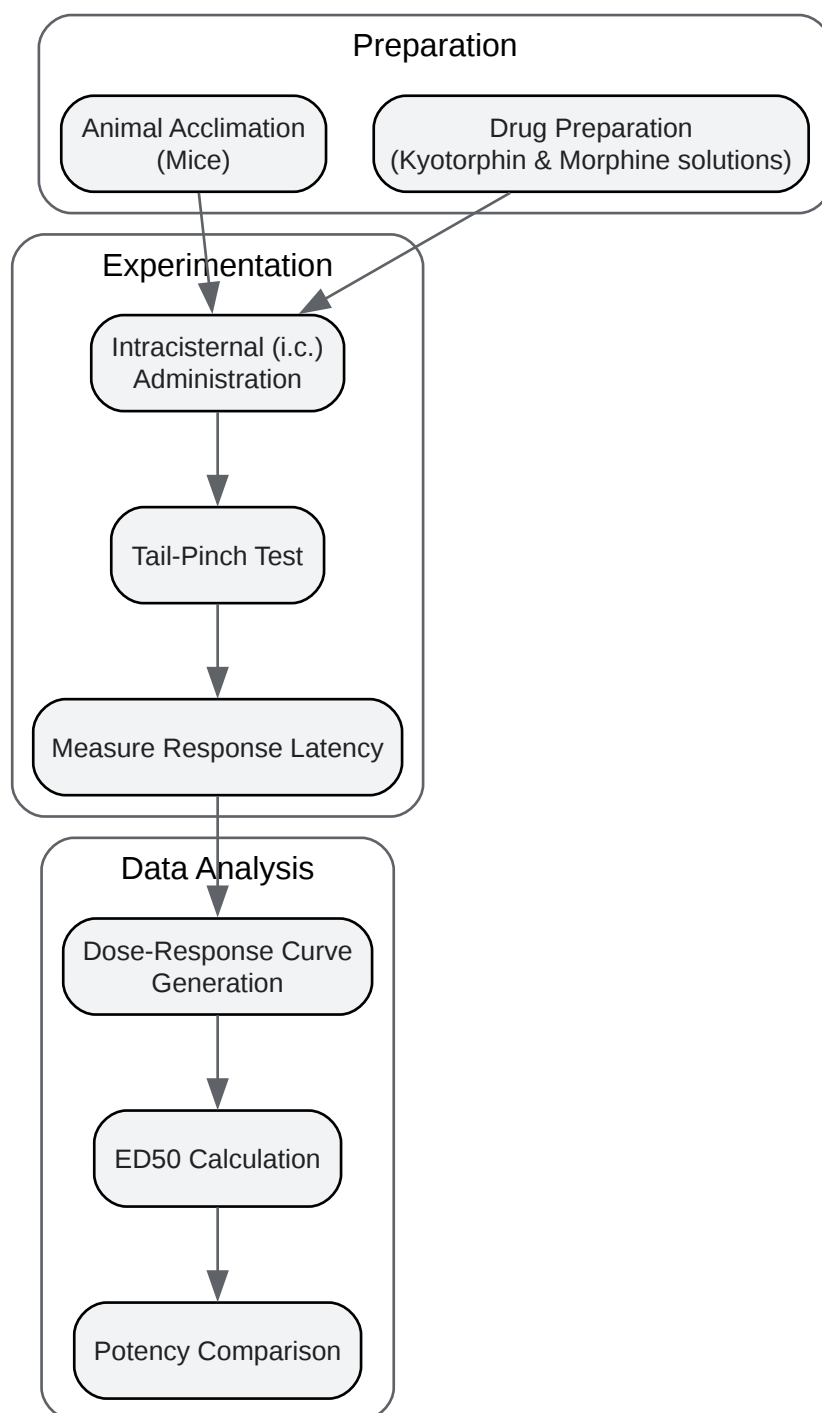 Preparation
Animal Acclimation
(Mice)
Drug Preparation
(Kyotorphin & Morphine solutions)
Experimentation
Intracisternal (i.c.)
Administration
Tail-Pinch Test
Measure Response Latency
Data Analysis
Dose-Response Curve
Generation
ED50 Calculation
Potency Comparison